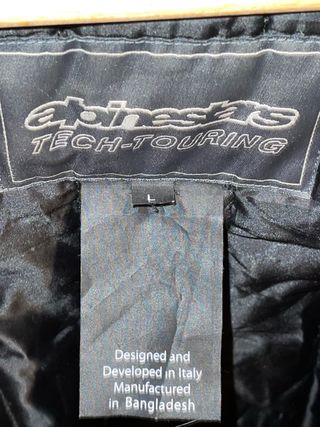 alpinestars
TECH-TOURING
L
Designed and
Developed in Italy
Manufactured
in Bangladesh